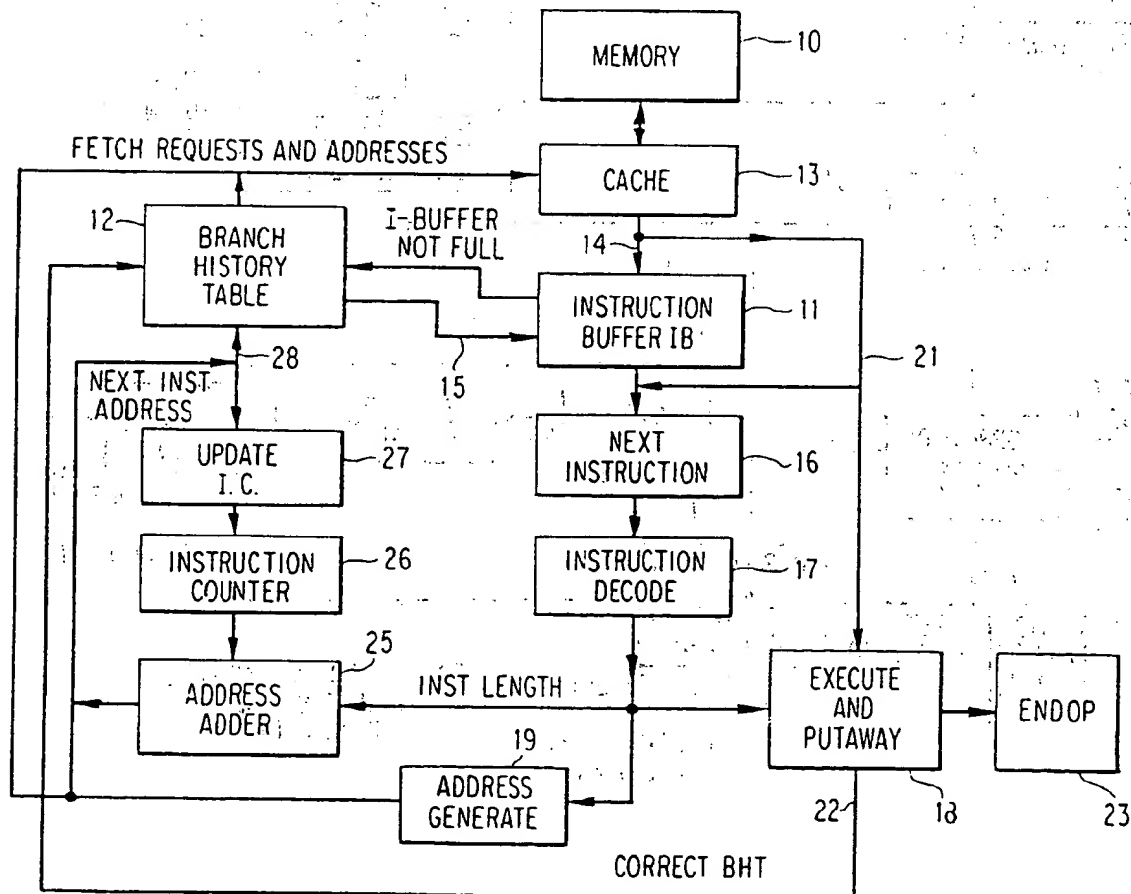 MEMORY
10
FETCH REQUESTS AND ADDRESSES
CACHE
13
12
BRANCH
HISTORY
TABLE
I-BUFFER
NOT FULL
14
INSTRUCTION
BUFFER IB
11
15
21
28
NEXT INST
ADDRESS
UPDATE
I.C.
27
NEXT
INSTRUCTION
16
INSTRUCTION
COUNTER
26
INSTRUCTION
DECODE
17
25
ADDRESS
ADDER
INST LENGTH
EXECUTE
AND
PUTAWAY
ENDOP
19
ADDRESS
GENERATE
22
18
23
CORRECT BHT